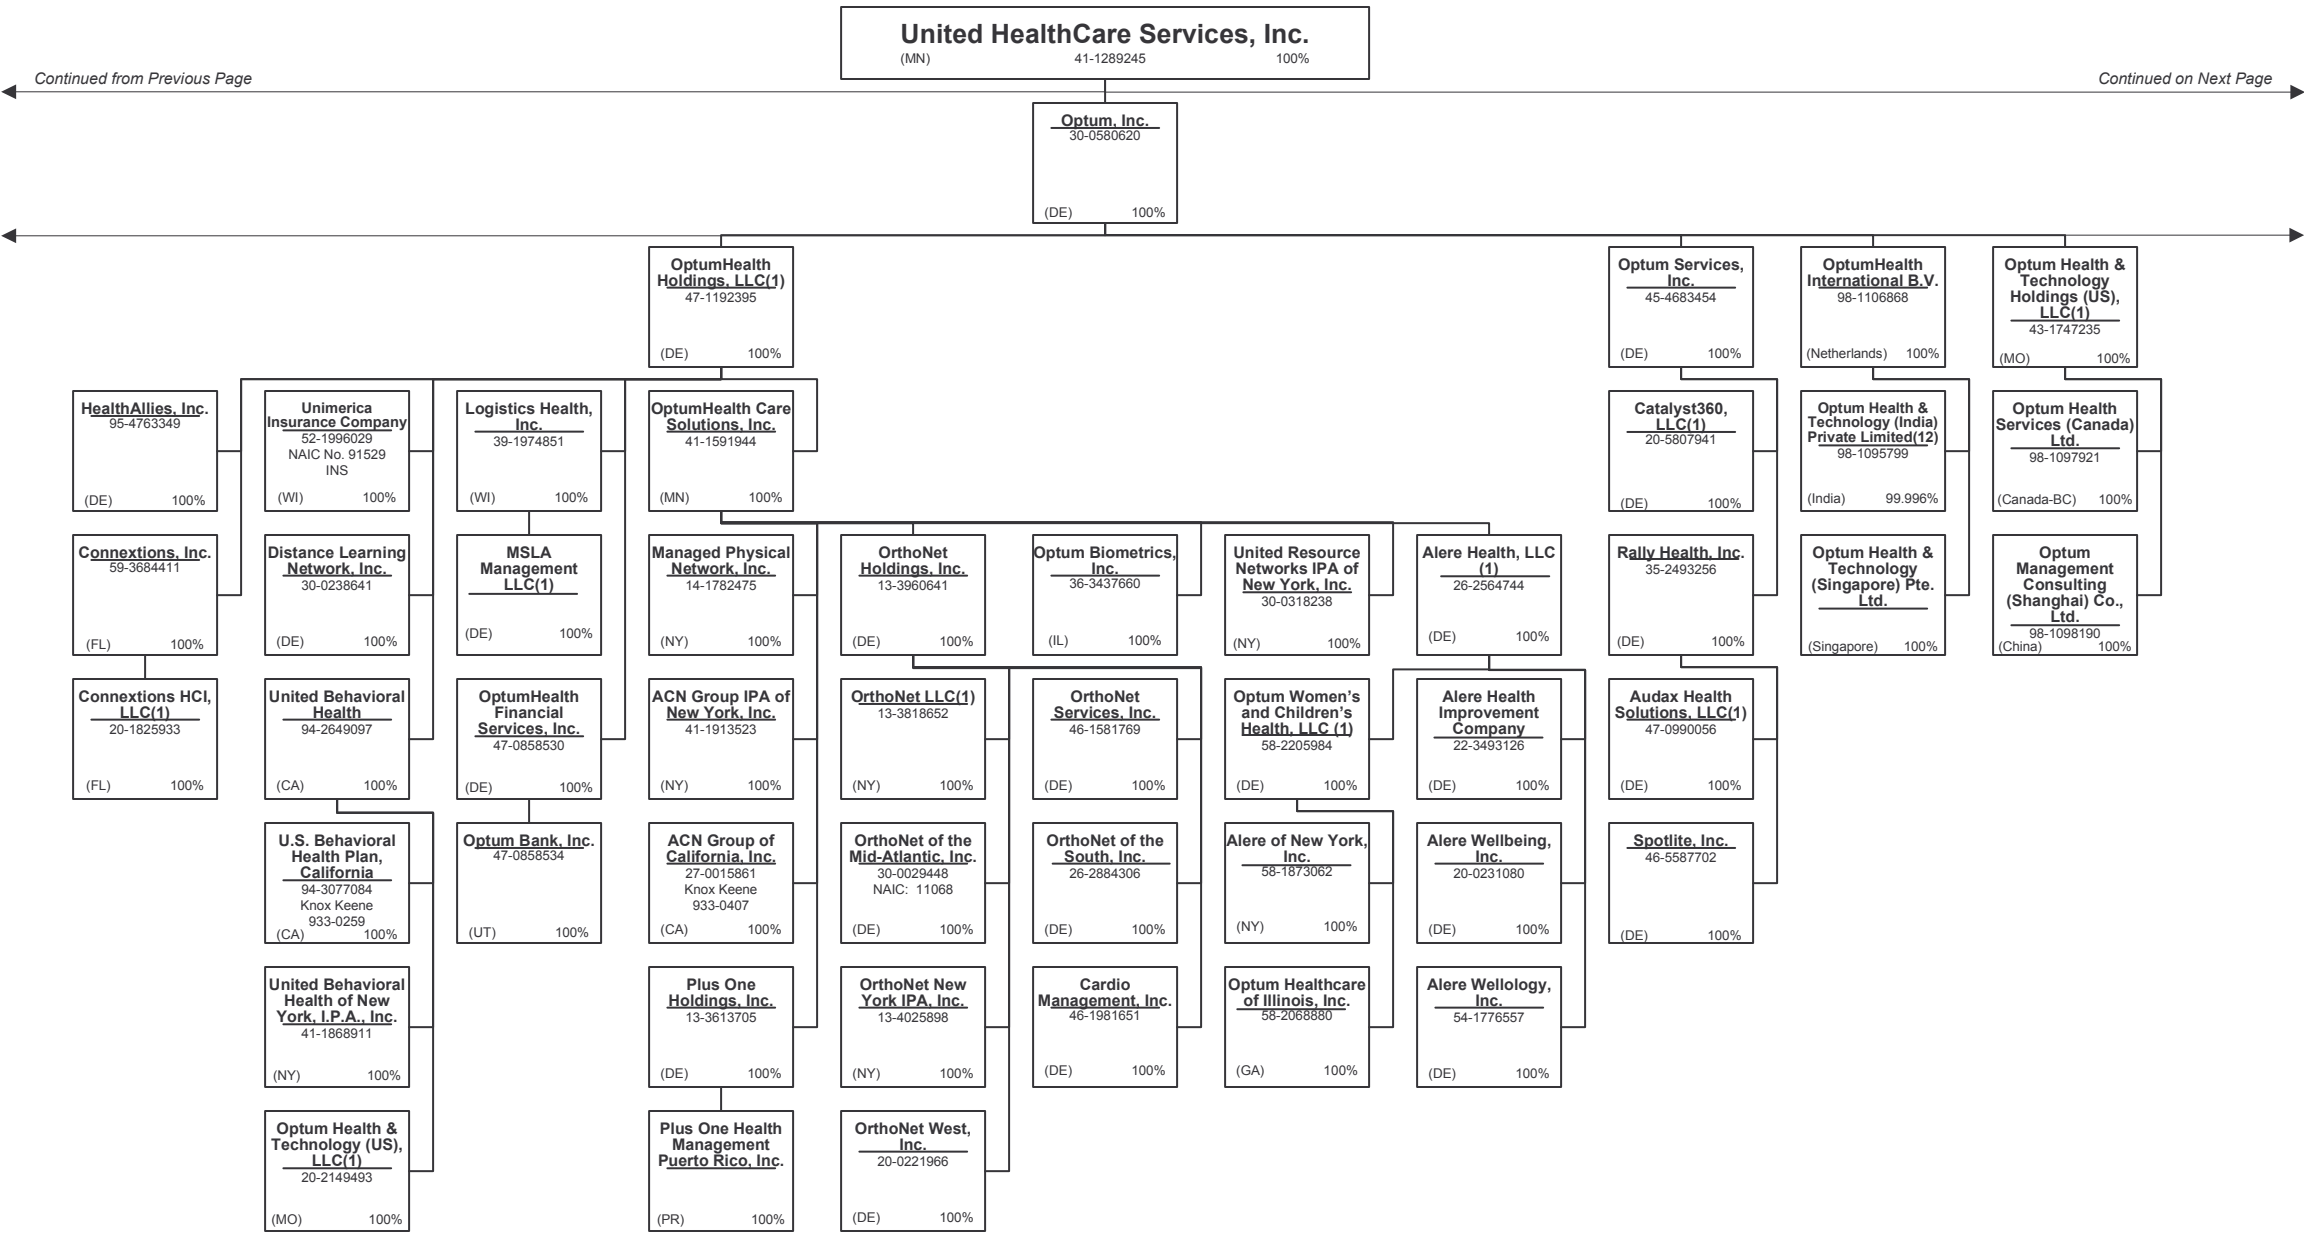 United HealthCare Services, Inc.
(MN) 41-1289245 100%
Continued from Previous Page
Continued on Next Page
Optum, Inc.
30-0580620
(DE) 100%
OptumHealth
Holdings, LLC(1)
47-1192395
(DE) 100%
Optum Services,
Inc.
45-4683454
(DE) 100%
OptumHealth
International B.V.
98-1106868
(Netherlands) 100%
Optum Health &
Technology
Holdings (US),
LLC(1)
43-1747235
(MO) 100%
HealthAllies, Inc.
95-4763349
(DE) 100%
Unimerica
Insurance Company
52-1996029
NAIC No. 91529
INS
(WI) 100%
Logistics Health,
Inc.
39-1974851
(WI) 100%
OptumHealth Care
Solutions, Inc.
41-1591944
(MN) 100%
Catalyst360,
LLC(1)
20-5807941
(DE) 100%
Optum Health &
Technology (India)
Private Limited(12)
98-1095799
(India) 99.996%
Optum Health
Services (Canada)
Ltd.
98-1097921
(Canada-BC) 100%
Connextions, Inc.
59-3684411
(FL) 100%
Distance Learning
Network, Inc.
30-0238641
(DE) 100%
MSLA
Management
LLC(1)
(DE) 100%
Managed Physical
Network, Inc.
14-1782475
(NY) 100%
OrthoNet
Holdings, Inc.
13-3960641
(DE) 100%
Optum Biometrics,
Inc.
36-3437660
(IL) 100%
United Resource
Networks IPA of
New York, Inc.
30-0318238
(NY) 100%
Alere Health, LLC
(1)
26-2564744
(DE) 100%
Rally Health, Inc.
35-2493256
(DE) 100%
Optum Health &
Technology
(Singapore) Pte.
Ltd.
(Singapore) 100%
Optum
Management
Consulting
(Shanghai) Co.,
Ltd.
98-1098190
(China) 100%
Connextions HCI,
LLC(1)
20-1825933
(FL) 100%
United Behavioral
Health
94-2649097
(CA) 100%
OptumHealth
Financial
Services, Inc.
47-0858530
(DE) 100%
ACN Group IPA of
New York, Inc.
41-1913523
(NY) 100%
OrthoNet LLC(1)
13-3818652
(NY) 100%
OrthoNet
Services, Inc.
46-1581769
(DE) 100%
Optum Women’s
and Children’s
Health, LLC (1)
58-2205984
(DE) 100%
Alere Health
Improvement
Company
22-3493126
(DE) 100%
Audax Health
Solutions, LLC(1)
47-0990056
(DE) 100%
U.S. Behavioral
Health Plan,
California
94-3077084
Knox Keene
933-0259
(CA) 100%
Optum Bank, Inc.
47-0858534
(UT) 100%
ACN Group of
California, Inc.
27-0015861
Knox Keene
933-0407
(CA) 100%
OrthoNet of the
Mid-Atlantic, Inc.
30-0029448
NAIC: 11068
(DE) 100%
OrthoNet of the
South, Inc.
26-2884306
(DE) 100%
Alere of New York,
Inc.
58-1873062
(NY) 100%
Alere Wellbeing,
Inc.
20-0231080
(DE) 100%
Spotlite, Inc.
46-5587702
(DE) 100%
United Behavioral
Health of New
York, I.P.A., Inc.
41-1868911
(NY) 100%
Plus One
Holdings, Inc.
13-3613705
(DE) 100%
OrthoNet New
York IPA, Inc.
13-4025898
(NY) 100%
Cardio
Management, Inc.
46-1981651
(DE) 100%
Optum Healthcare
of Illinois, Inc.
58-2068880
(GA) 100%
Alere Wellology,
Inc.
54-1776557
(DE) 100%
Optum Health &
Technology (US),
LLC(1)
20-2149493
(MO) 100%
Plus One Health
Management
Puerto Rico, Inc.
(PR) 100%
OrthoNet West,
Inc.
20-0221966
(DE) 100%